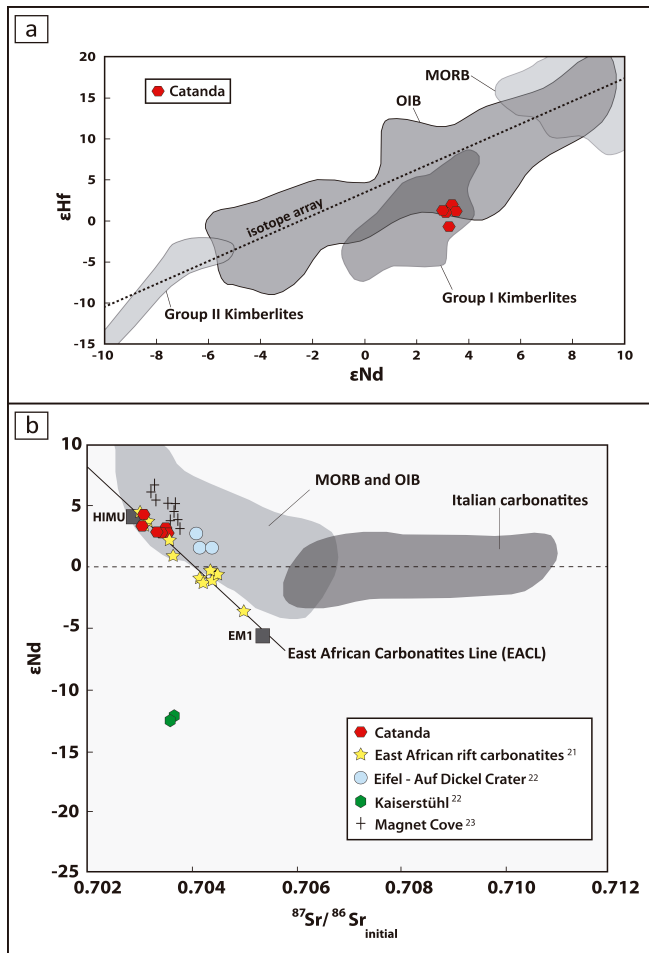 a
20
15
10
5
0
-5
-10
-15
εHf
Catanda
MORB
OIB
isotope array
Group II Kimberlites
Group I Kimberlites
-10 -8 -6 -4 -2 0 2 4 6 8 10
εNd
b
10
5
0
-5
-10
-15
-20
-25
εNd
HIMU
MORB and OIB
Italian carbonatites
EM1
East African Carbonatites Line (EACL)
Catanda
East African rift carbonatites 21
Eifel - Auf Dickel Crater 22
Kaiserstühl 22
Magnet Cove 23
0.702 0.704 0.706 0.708 0.710 0.712
87Sr/86Sr initial